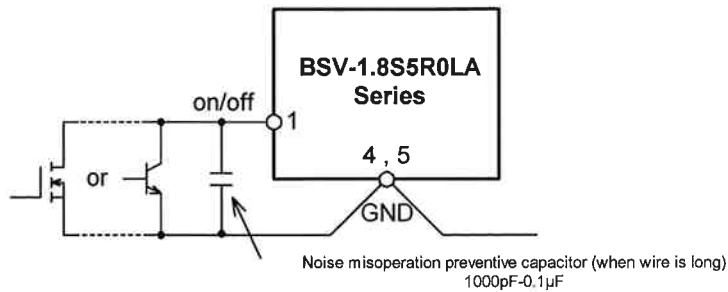 BSV-1.8S5R0LA
Series
on/off
1
4 , 5
or
GND
Noise misoperation preventive capacitor (when wire is long)
1000pF-0.1µF